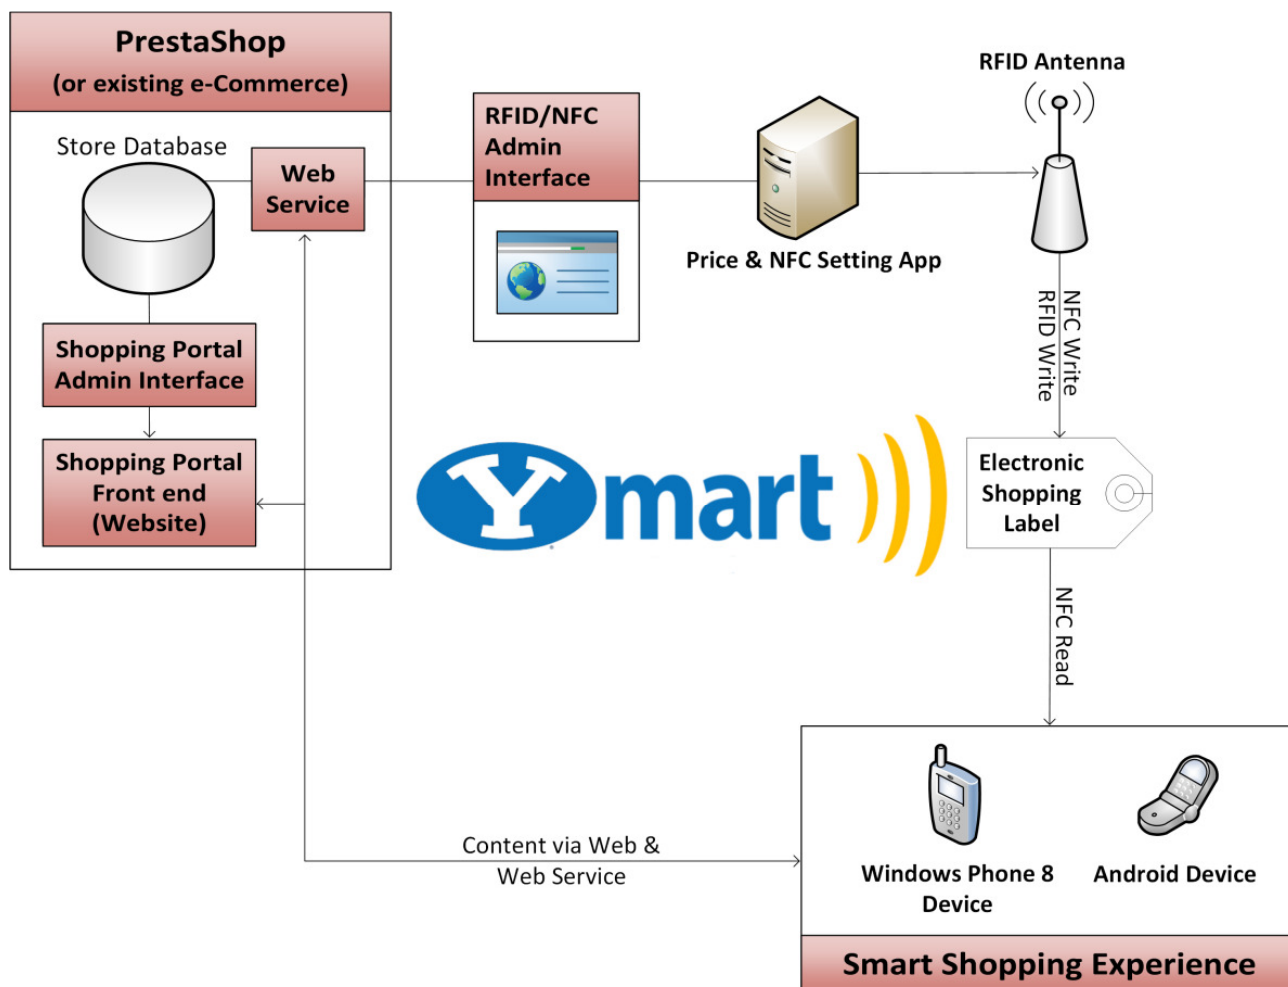 PrestaShop
(or existing e-Commerce)
Store Database
Web
Service
Shopping Portal
Admin Interface
Shopping Portal
Front end
(Website)
RFID/NFC
Admin
Interface
Price & NFC Setting App
RFID Antenna
NFC Write
RFID Write
Electronic
Shopping
Label
NFC Read
Ymart
®
Content via Web &
Web Service
Windows Phone 8
Device
Android Device
Smart Shopping Experience